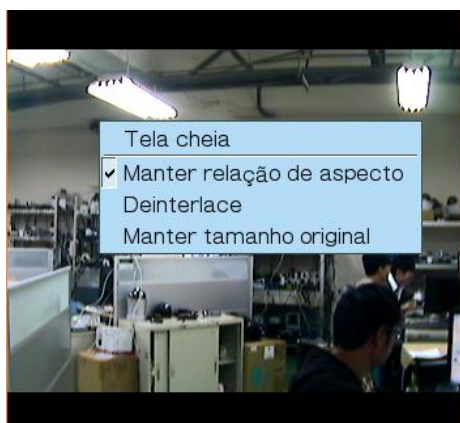 Tela cheia
Manter relação de aspecto
Deinterlace
Manter tamanho original